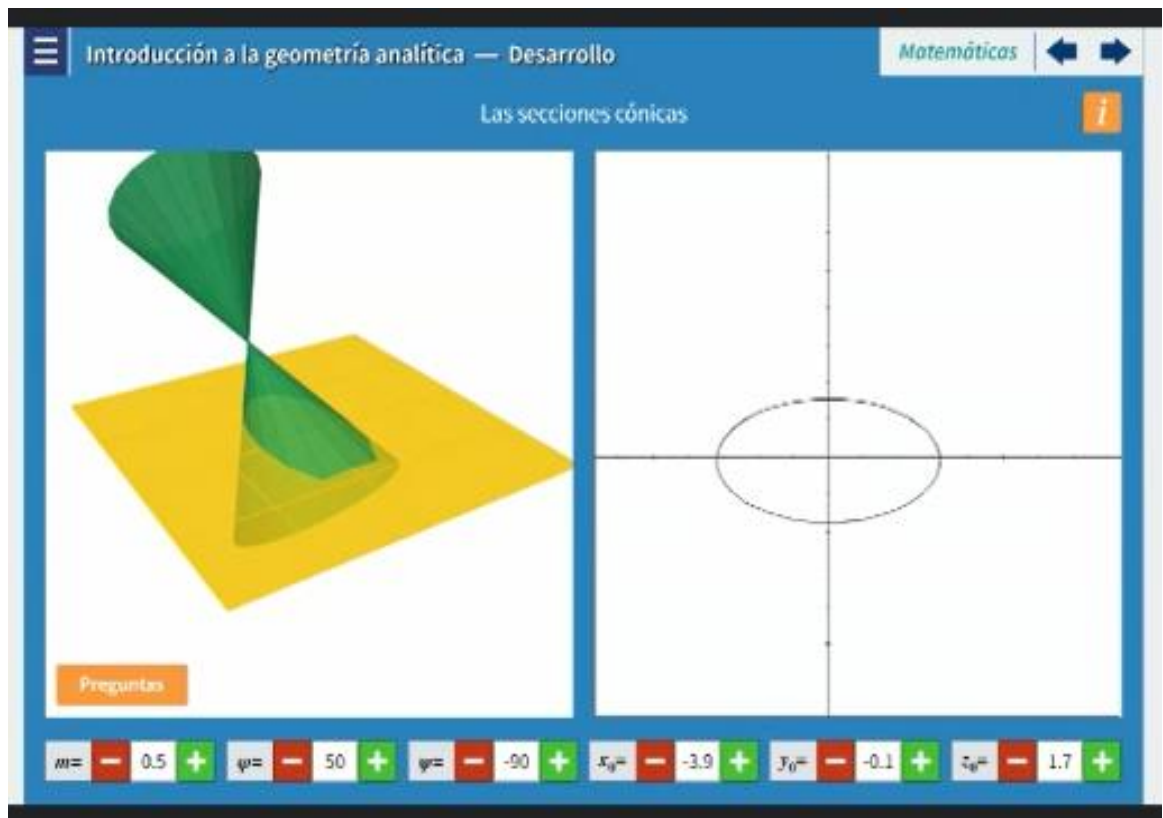 Introducción a la geometría analítica — Desarrollo
Matemáticas
Las secciones cónicas
i
Preguntas
m= − 0.5 + φ= − 50 + ψ= − -90 + x₀= − -3.9 + y₀= − -0.1 + z₀= − 1.7 +